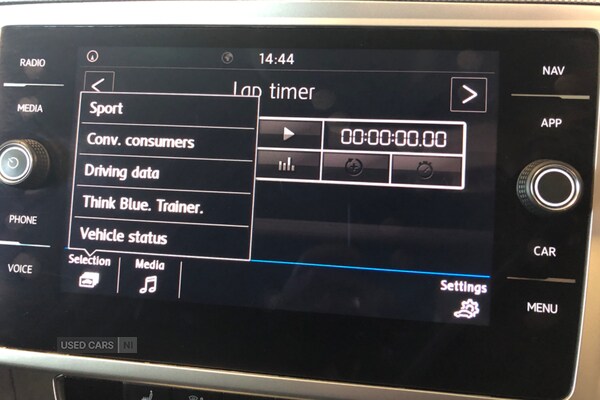 RADIO
MEDIA
PHONE
VOICE
14:44
Lap timer
Sport
Conv. consumers
Driving data
Think Blue. Trainer.
Vehicle status
00:00:00.00
Selection
Media
Settings
NAV
APP
CAR
MENU
USED CARS NI